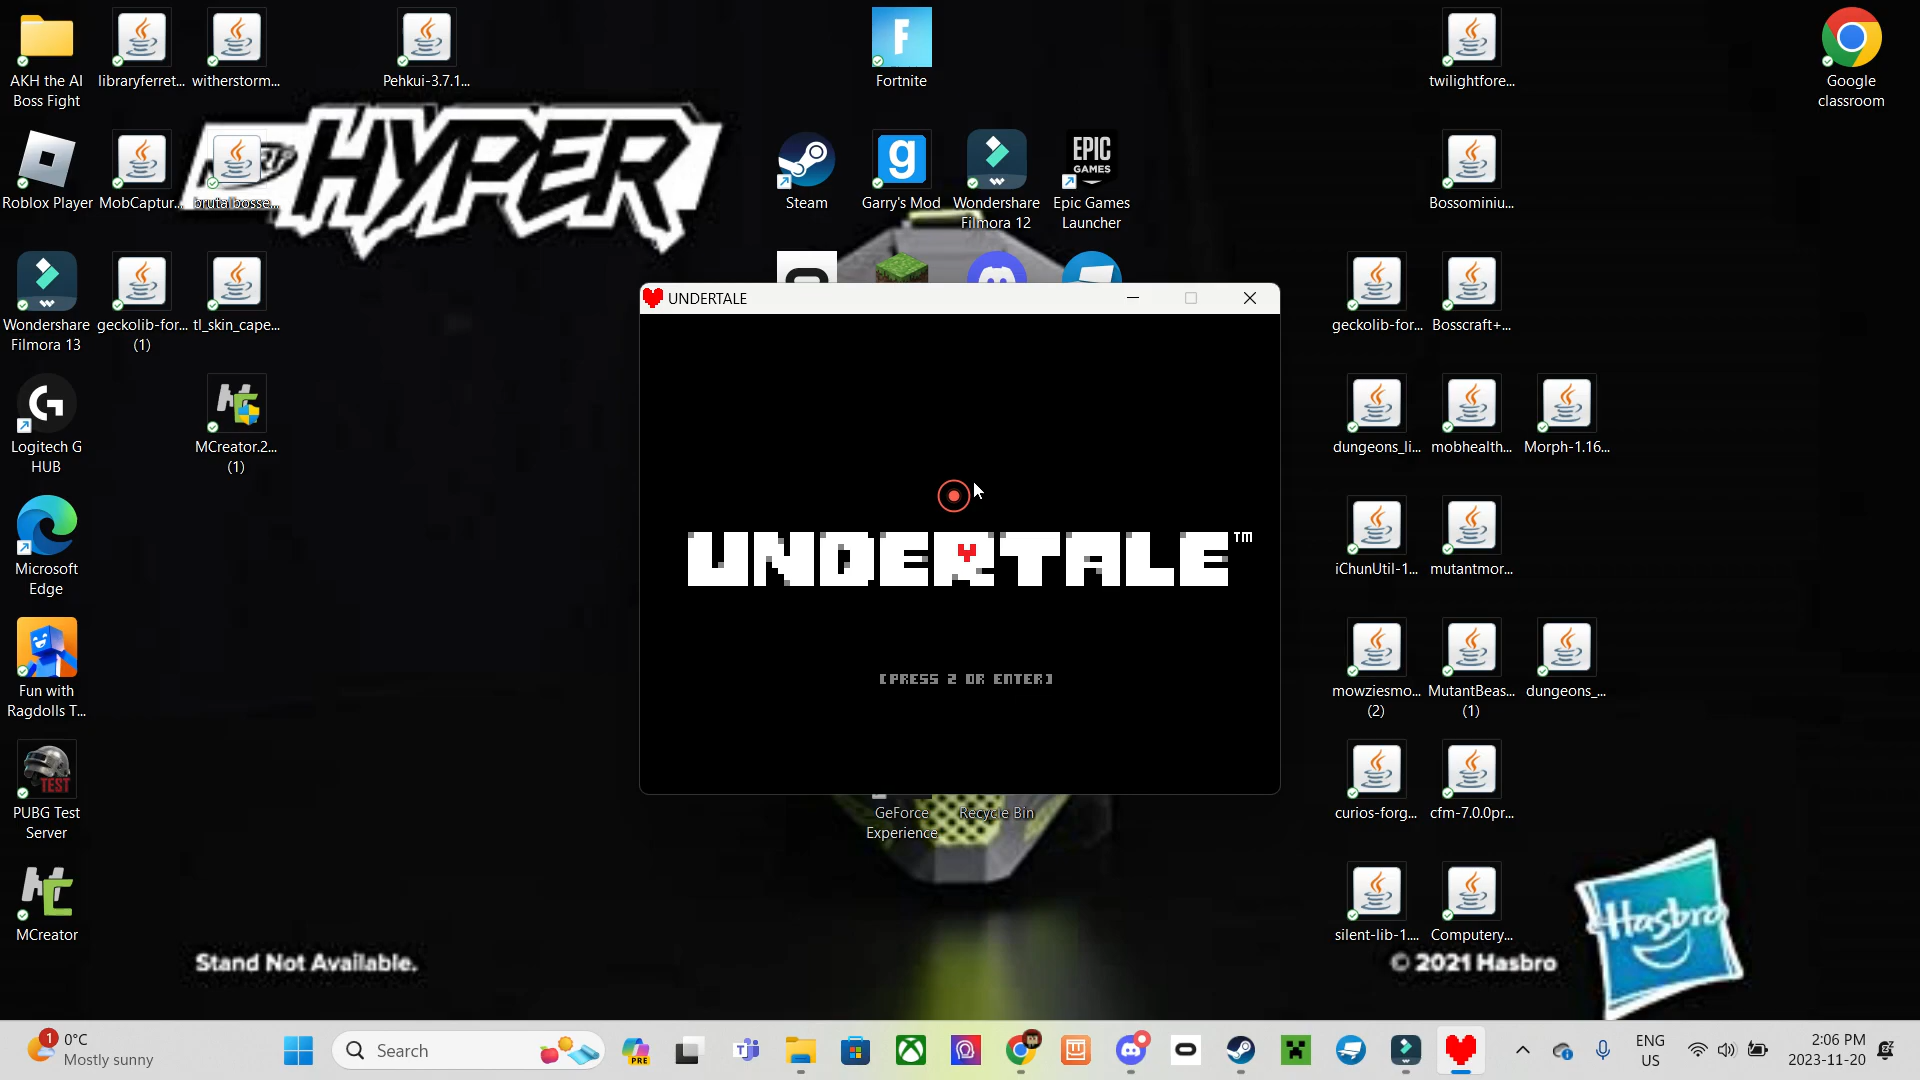 AKH the AI
Boss Fight
libraryferret...
witherstorm...
Pehkui-3.7.1...
Fortnite
twilightfore...
Google
classroom
HYPER
Roblox Player
MobCaptur...
brutalbosse...
Steam
Garry's Mod
Wondershare
Filmora 12
EPIC
GAMES
Epic Games
Launcher
Bossominiu...
Wondershare
Filmora 13
geckolib-for...
(1)
tl_skin_cape...
UNDERTALE
geckolib-for...
Bosscraft+...
Logitech G
HUB
MCreator.2...
(1)
dungeons_li...
mobhealth...
Morph-1.16...
UNDERTALE™
[PRESS Z OR ENTER]
Microsoft
Edge
iChunUtil-1...
mutantmor...
Fun with
Ragdolls T...
mowziesmo...
(2)
MutantBeas...
(1)
dungeons_...
TEST
PUBG Test
Server
GeForce
Experience
Recycle Bin
curios-forg...
cfm-7.0.0pr...
MCreator
silent-lib-1....
Computery...
Hasbro
Stand Not Available.
© 2021 Hasbro
1
0°C
Mostly sunny
Search
PRE
ENG
US
2:06 PM
2023-11-20